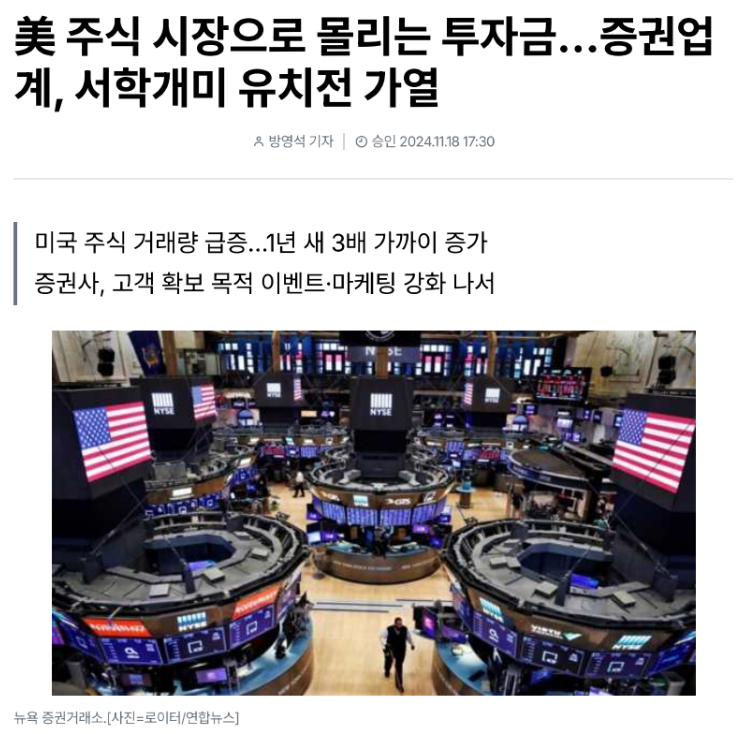 美 주식 시장으로 몰리는 투자금…증권업
계, 서학개미 유치전 가열
방영석 기자
승인 2024.11.18 17:30
미국 주식 거래량 급증…1년 새 3배 가까이 증가
증권사, 고객 확보 목적 이벤트·마케팅 강화 나서
NYSE
NYSE
NYSE
NYSE
NYSE
GTS
NYSE
NYSE
VIRTU
NYSE
뉴욕 증권거래소.[사진=로이터/연합뉴스]